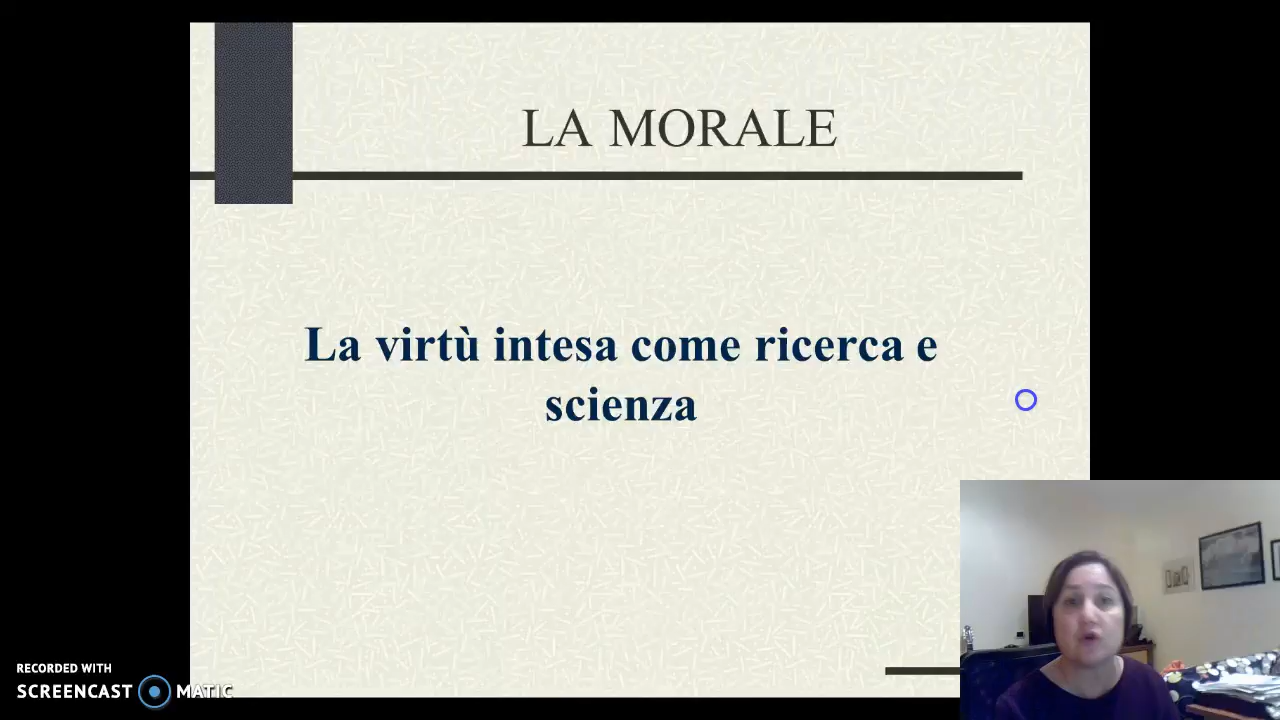 LA MORALE
La virtù intesa come ricerca e
scienza
RECORDED WITH
SCREENCAST MATIC